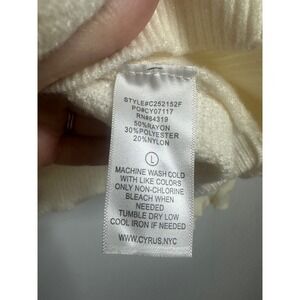 STYLE#C252152F
PO#CY07117
RN#84319
50%RAYON
30%POLYESTER
20%NYLON
L
MACHINE WASH COLD
WITH LIKE COLORS
ONLY NON-CHLORINE
BLEACH WHEN
NEEDED
TUMBLE DRY LOW
COOL IRON IF NEEDED
WWW.CYRUS.NYC